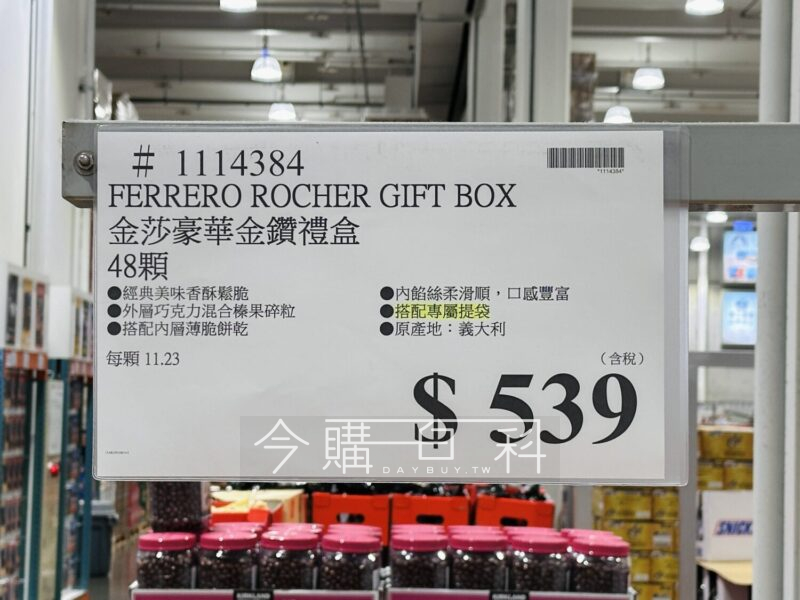 # 1114384
*1114384*
FERRERO ROCHER GIFT BOX
金莎豪華金鑽禮盒
48顆
●經典美味香酥鬆脆
●外層巧克力混合榛果碎粒
●搭配內層薄脆餅乾
●內餡絲柔滑順，口感豐富
●搭配專屬提袋
●原產地：義大利
每顆 11.23
（含稅）
$ 539
今購百科
DAYBUY.TW
SNICK
KIRKLAND
KIRKLAND